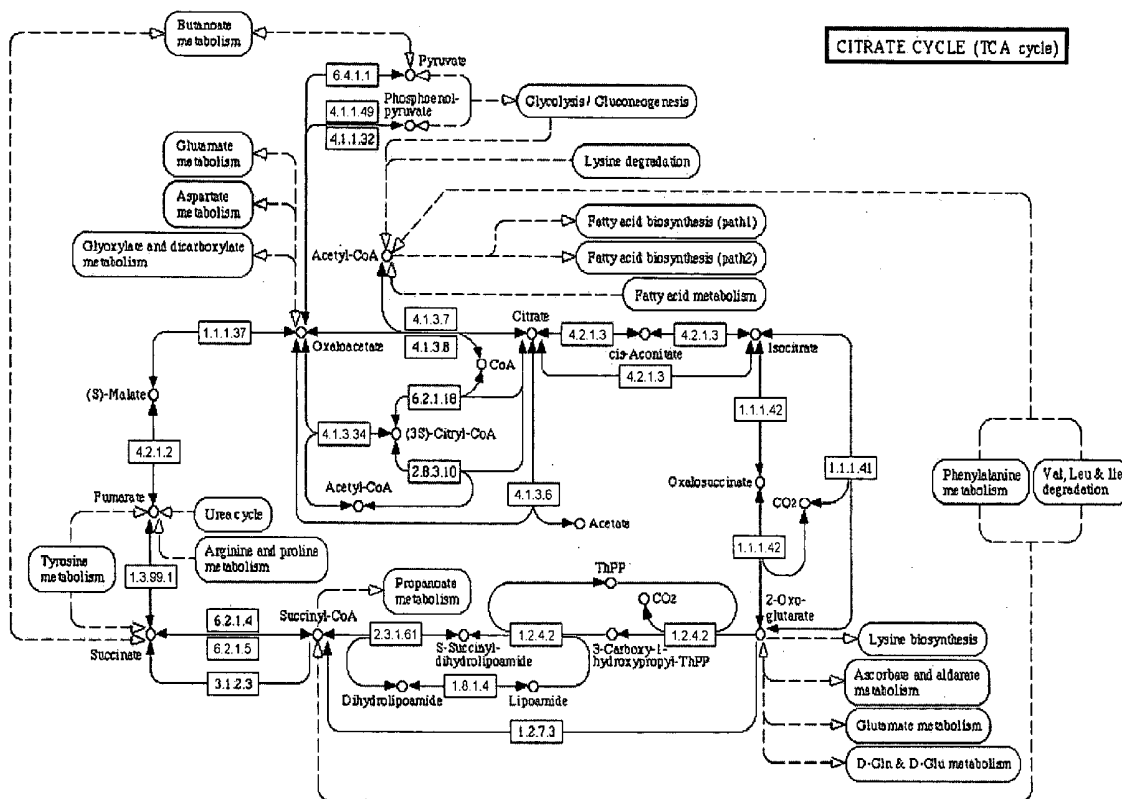 Butanoate
metabolism
CITRATE CYCLE (TCA cycle)
Pyruvate
6.4.1.1
Phosphoenol-
pyruvate
4.1.1.49
4.1.1.32
Glycolysis / Gluconeogenesis
Glutamate
metabolism
Lysine degradation
Aspartate
metabolism
Glyoxylate and dicarboxylate
metabolism
Acetyl-CoA
Fatty acid biosynthesis (path1)
Fatty acid biosynthesis (path2)
Fatty acid metabolism
1.1.1.37
Oxaloacetate
4.1.3.7
4.1.3.8
Citrate
4.2.1.3
cis-Aconitate
4.2.1.3
Isocitrate
4.2.1.3
CoA
(S)-Malate
6.2.1.18
1.1.1.42
4.1.3.34
(3S)-Citryl-CoA
4.2.1.2
2.8.3.10
1.1.1.41
Phenylalanine
metabolism
Val, Leu & Ile
degradation
Acetyl-CoA
4.1.3.6
Oxalosuccinate
CO2
Fumarate
Urea cycle
Acetate
1.1.1.42
Tyrosine
metabolism
Arginine and proline
metabolism
1.3.99.1
ThPP
Propanoate
metabolism
CO2
2-Oxo-
glutarate
Succinyl-CoA
6.2.1.4
6.2.1.5
Succinate
2.3.1.61
S-Succinyl-
dihydrolipoamide
1.2.4.2
3-Carboxy-1-
hydroxypropyl-ThPP
1.2.4.2
Lysine biosynthesis
3.1.2.3
Dihydrolipoamide
1.8.1.4
Lipoamide
Ascorbate and aldarate
metabolism
1.2.7.3
Glutamate metabolism
D-Gln & D-Glu metabolism